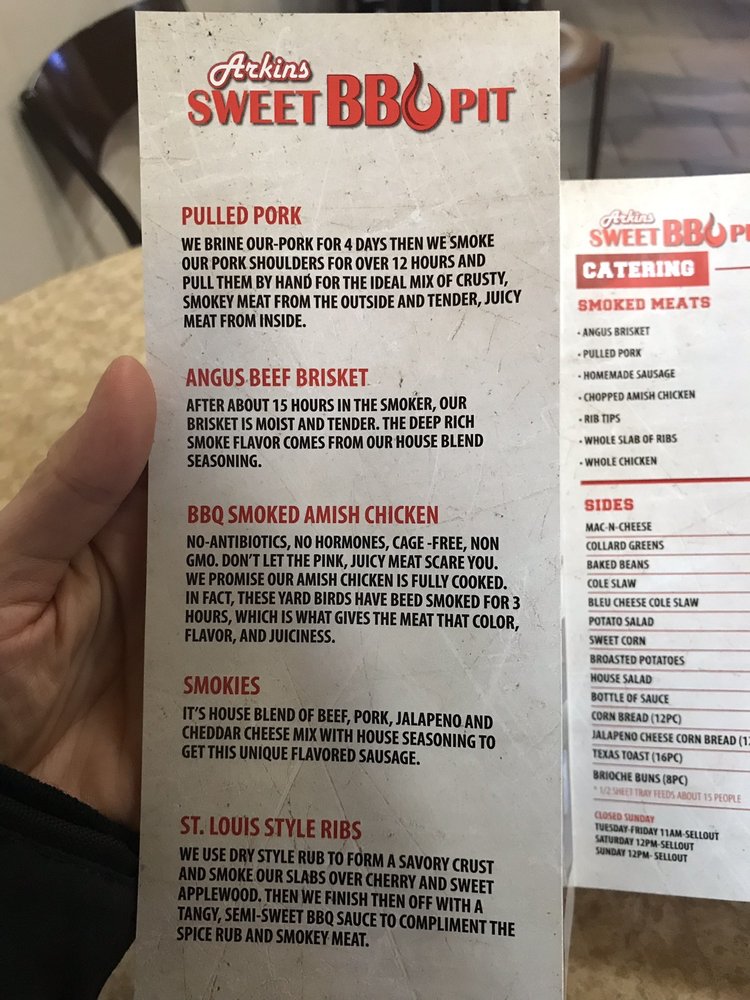 Arkins
SWEET BBQ PIT
PULLED PORK
WE BRINE OUR-PORK FOR 4 DAYS THEN WE SMOKE
OUR PORK SHOULDERS FOR OVER 12 HOURS AND
PULL THEM BY HAND FOR THE IDEAL MIX OF CRUSTY,
SMOKEY MEAT FROM THE OUTSIDE AND TENDER, JUICY
MEAT FROM INSIDE.
ANGUS BEEF BRISKET
AFTER ABOUT 15 HOURS IN THE SMOKER, OUR
BRISKET IS MOIST AND TENDER. THE DEEP RICH
SMOKE FLAVOR COMES FROM OUR HOUSE BLEND
SEASONING.
BBQ SMOKED AMISH CHICKEN
NO-ANTIBIOTICS, NO HORMONES, CAGE -FREE, NON
GMO. DON'T LET THE PINK, JUICY MEAT SCARE YOU.
WE PROMISE OUR AMISH CHICKEN IS FULLY COOKED.
IN FACT, THESE YARD BIRDS HAVE BEED SMOKED FOR 3
HOURS, WHICH IS WHAT GIVES THE MEAT THAT COLOR,
FLAVOR, AND JUICINESS.
SMOKIES
IT'S HOUSE BLEND OF BEEF, PORK, JALAPENO AND
CHEDDAR CHEESE MIX WITH HOUSE SEASONING TO
GET THIS UNIQUE FLAVORED SAUSAGE.
ST. LOUIS STYLE RIBS
WE USE DRY STYLE RUB TO FORM A SAVORY CRUST
AND SMOKE OUR SLABS OVER CHERRY AND SWEET
APPLEWOOD. THEN WE FINISH THEN OFF WITH A
TANGY, SEMI-SWEET BBQ SAUCE TO COMPLIMENT THE
SPICE RUB AND SMOKEY MEAT.
Arkins
SWEET BBQ PI
CATERING
SMOKED MEATS
• ANGUS BRISKET
• PULLED PORK
• HOMEMADE SAUSAGE
• CHOPPED AMISH CHICKEN
• RIB TIPS
• WHOLE SLAB OF RIBS
• WHOLE CHICKEN
SIDES
MAC-N-CHEESE
COLLARD GREENS
BAKED BEANS
COLE SLAW
BLEU CHEESE COLE SLAW
POTATO SALAD
SWEET CORN
BROASTED POTATOES
HOUSE SALAD
BOTTLE OF SAUCE
CORN BREAD (12PC)
JALAPENO CHEESE CORN BREAD (1
TEXAS TOAST (16PC)
BRIOCHE BUNS (8PC)
* 1/2 SHEET TRAY FEEDS ABOUT 15 PEOPLE
CLOSED SUNDAY
TUESDAY-FRIDAY 11AM-SELLOUT
SATURDAY 12PM-SELLOUT
SUNDAY 12PM- SELLOUT